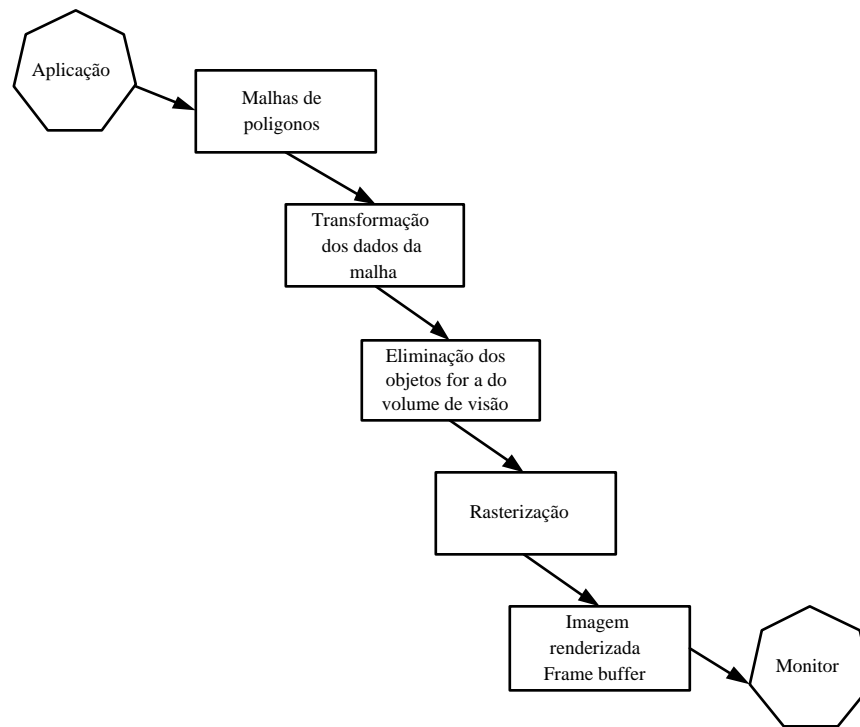 Aplicação
Malhas de
poligonos
Transformação
dos dados da
malha
Eliminação dos
objetos for a do
volume de visão
Rasterização
Imagem
renderizada
Frame buffer
Monitor